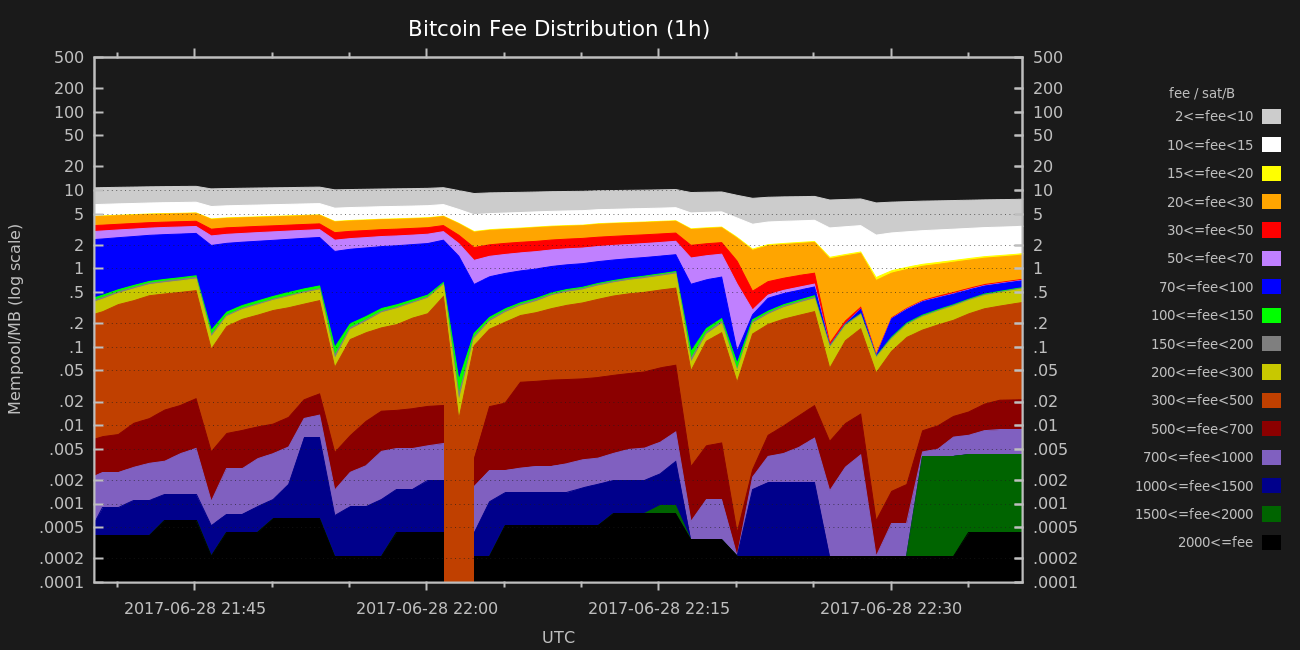 Bitcoin Fee Distribution (1h)
Mempool/MB (log scale)
500
200
100
50
20
10
5
2
1
.5
.2
.1
.05
.02
.01
.005
.002
.001
.0005
.0002
.0001
500
200
100
50
20
10
5
2
1
.5
.2
.1
.05
.02
.01
.005
.002
.001
.0005
.0002
.0001
2017-06-28 21:45
2017-06-28 22:00
2017-06-28 22:15
2017-06-28 22:30
UTC
fee / sat/B
2<=fee<10
10<=fee<15
15<=fee<20
20<=fee<30
30<=fee<50
50<=fee<70
70<=fee<100
100<=fee<150
150<=fee<200
200<=fee<300
300<=fee<500
500<=fee<700
700<=fee<1000
1000<=fee<1500
1500<=fee<2000
2000<=fee